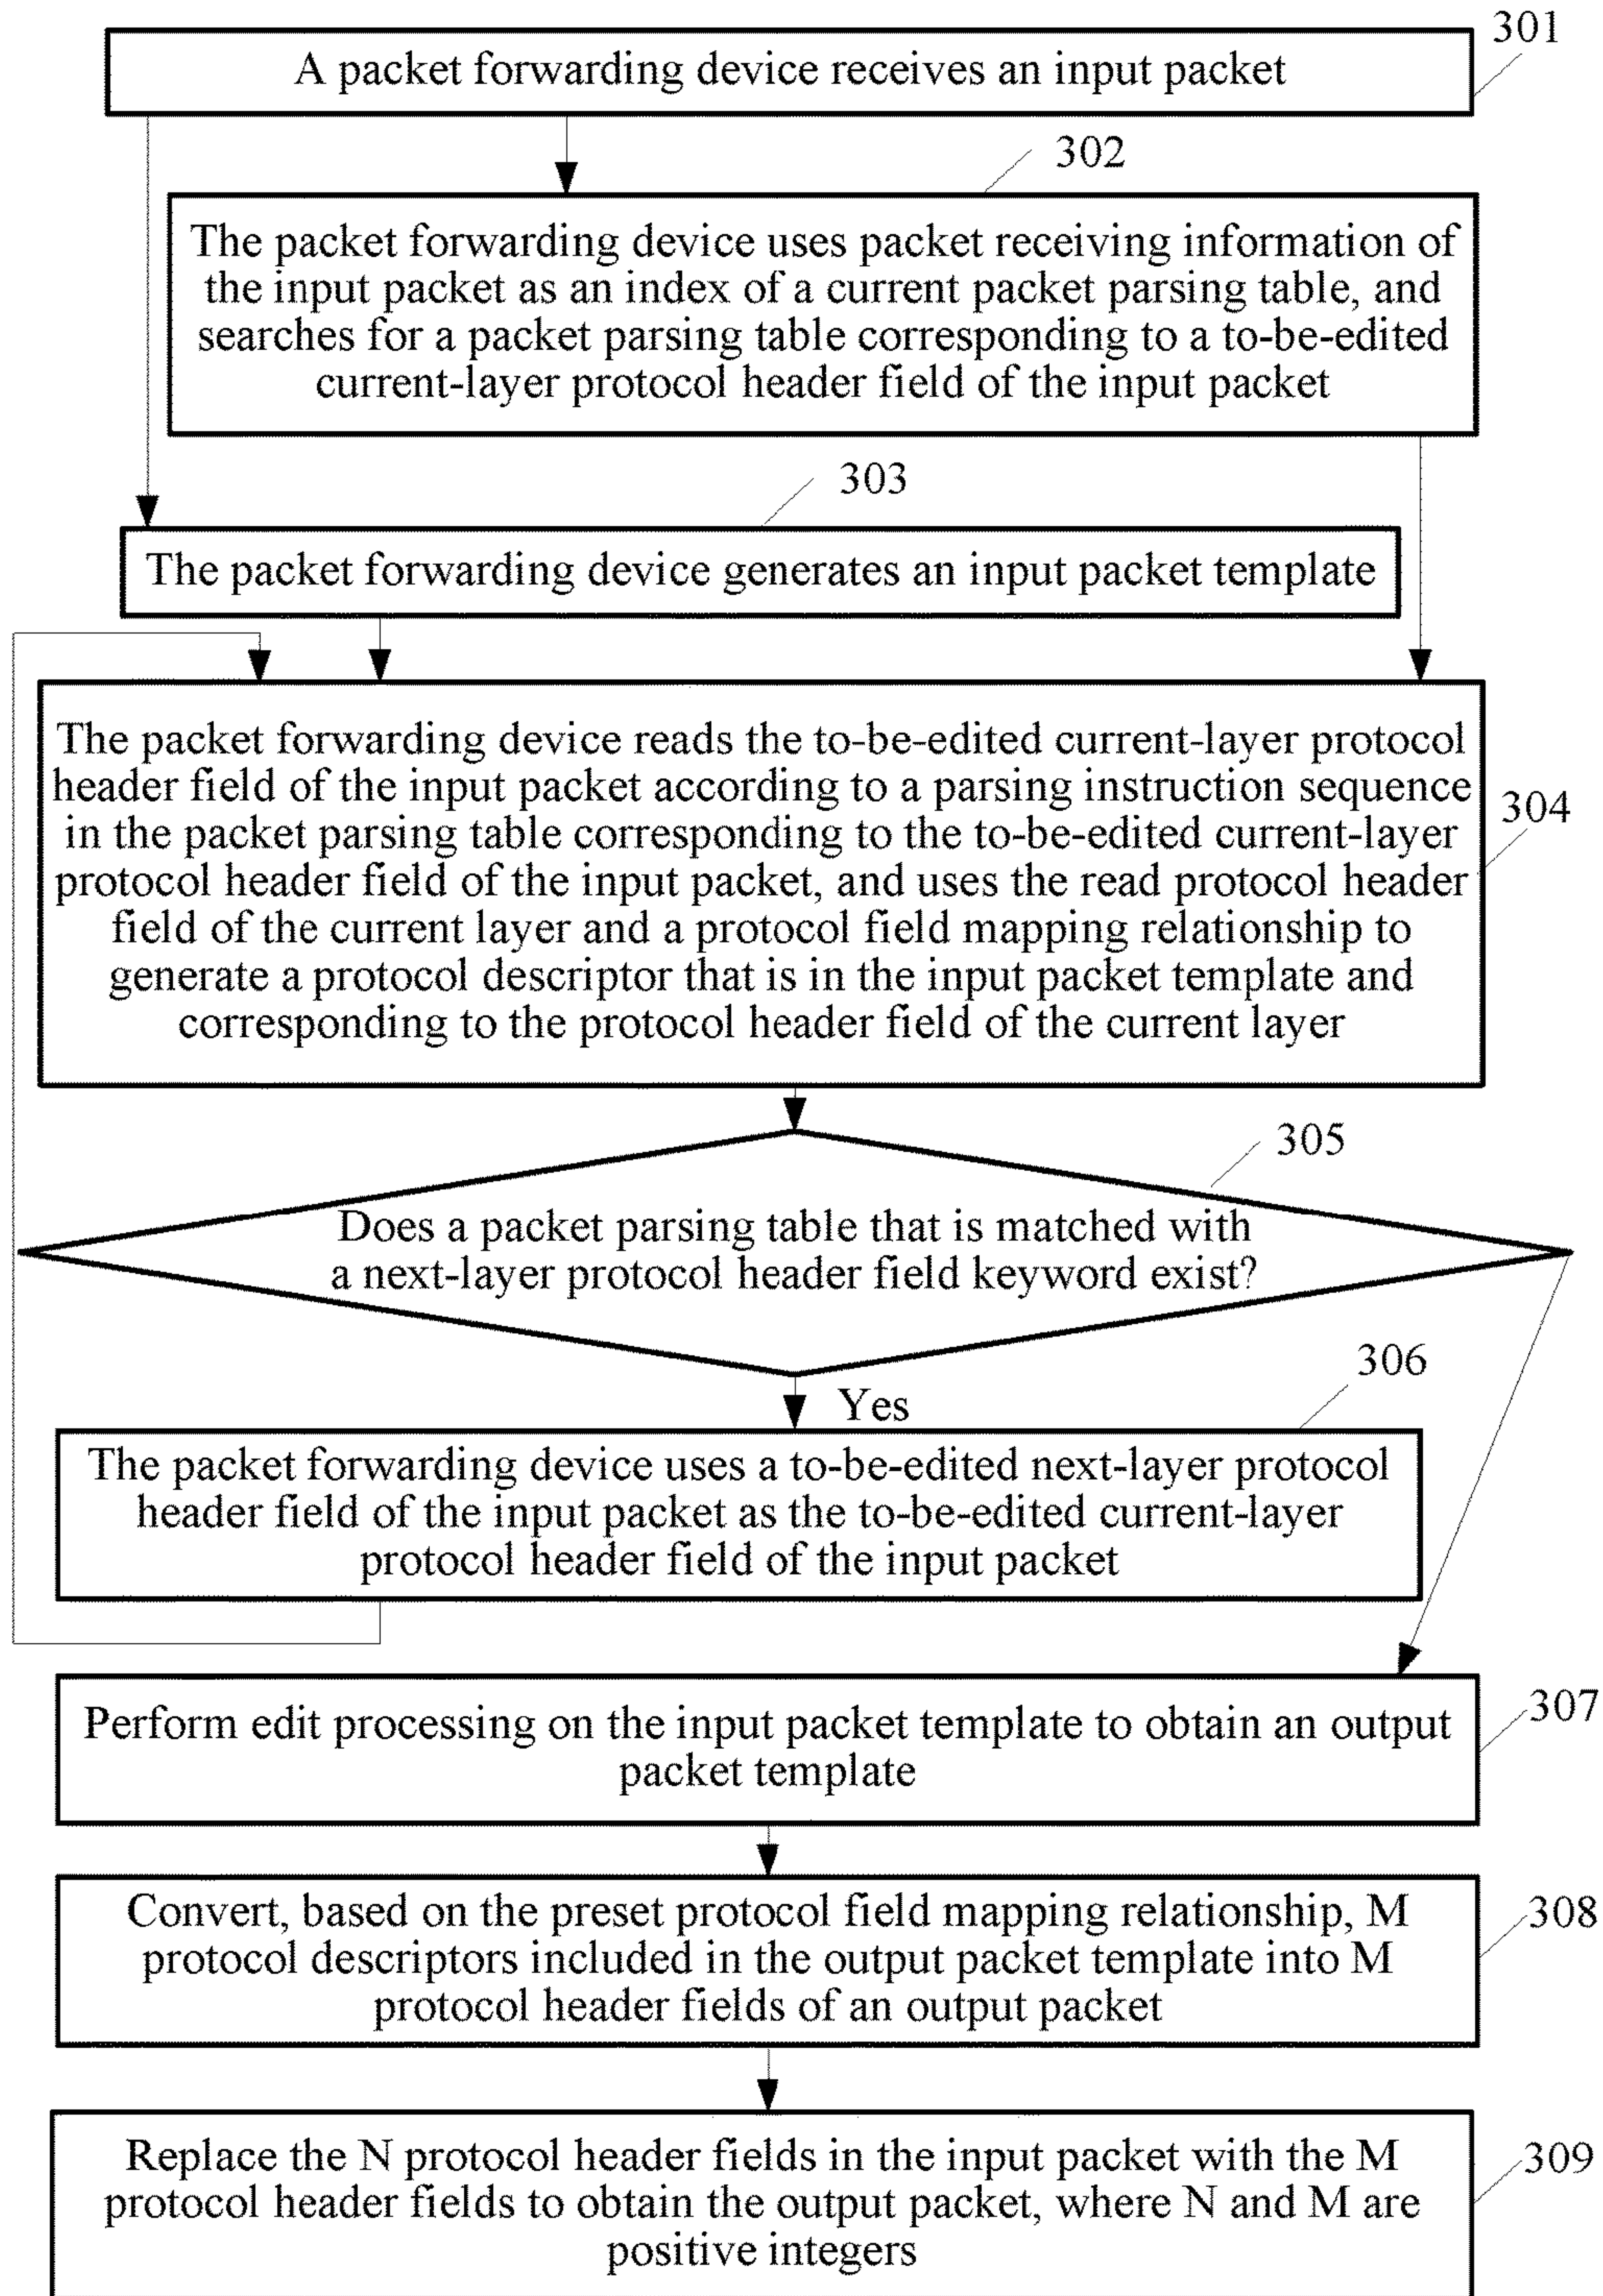 301
A packet forwarding device receives an input packet
302
The packet forwarding device uses packet receiving information of
the input packet as an index of a current packet parsing table, and
searches for a packet parsing table corresponding to a to-be-edited
current-layer protocol header field of the input packet
303
The packet forwarding device generates an input packet template
The packet forwarding device reads the to-be-edited current-layer protocol
header field of the input packet according to a parsing instruction sequence
in the packet parsing table corresponding to the to-be-edited current-layer
protocol header field of the input packet, and uses the read protocol header
field of the current layer and a protocol field mapping relationship to
generate a protocol descriptor that is in the input packet template and
corresponding to the protocol header field of the current layer
304
305
Does a packet parsing table that is matched with
a next-layer protocol header field keyword exist?
306
Yes
The packet forwarding device uses a to-be-edited next-layer protocol
header field of the input packet as the to-be-edited current-layer
protocol header field of the input packet
Perform edit processing on the input packet template to obtain an output
packet template
307
Convert, based on the preset protocol field mapping relationship, M
protocol descriptors included in the output packet template into M
protocol header fields of an output packet
308
Replace the N protocol header fields in the input packet with the M
protocol header fields to obtain the output packet, where N and M are
positive integers
309